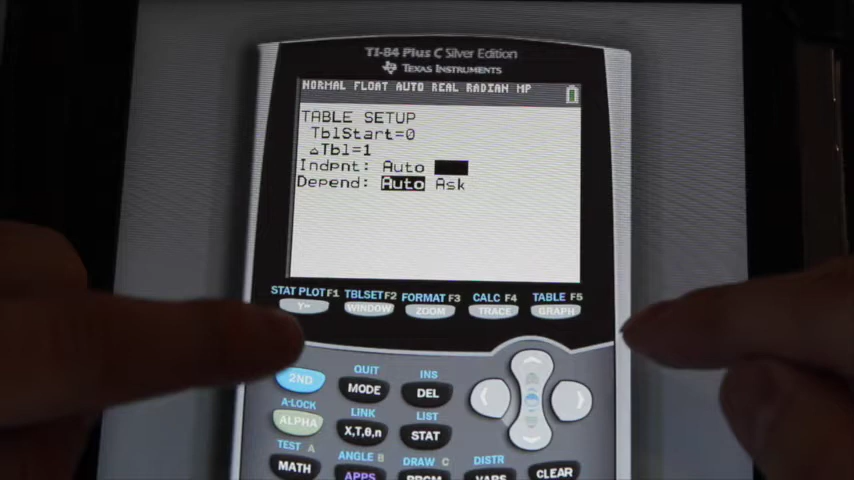 TI-84 Plus C Silver Edition
TEXAS INSTRUMENTS
NORMAL FLOAT AUTO REAL RADIAN MP
TABLE SETUP
TblStart=0
△Tbl=1
Indpnt: Auto
Depend: Auto Ask
STAT PLOT F1 TBLSET F2 FORMAT F3 CALC F4 TABLE F5
Y= WINDOW ZOOM TRACE GRAPH
QUIT INS
2ND MODE DEL
A-LOCK LINK LIST
ALPHA X,T,θ,n STAT
TEST A ANGLE B DRAW C DISTR
MATH APPS PRGM VARS CLEAR